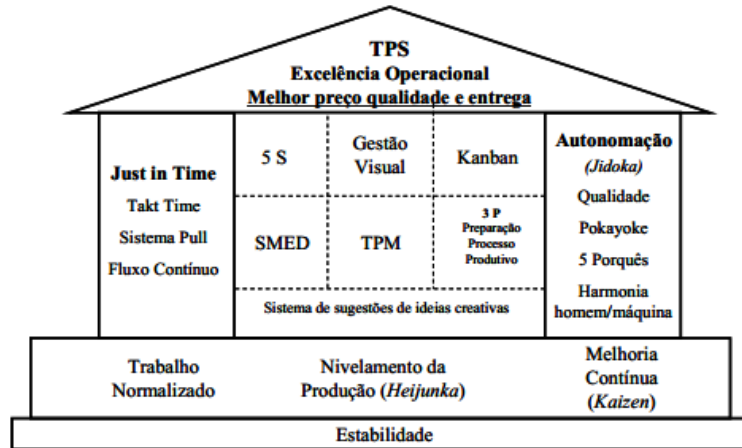 TPS
Excelência Operacional
Melhor preço qualidade e entrega
Just in Time
Takt Time
Sistema Pull
Fluxo Contínuo
5 S
Gestão
Visual
Kanban
SMED
TPM
3 P
Preparação
Processo
Produtivo
Sistema de sugestões de ideias creativas
Autonomação
(Jidoka)
Qualidade
Pokayoke
5 Porquês
Harmonia
homem/máquina
Trabalho
Normalizado
Nivelamento da
Produção (Heijunka)
Melhoria
Contínua
(Kaizen)
Estabilidade